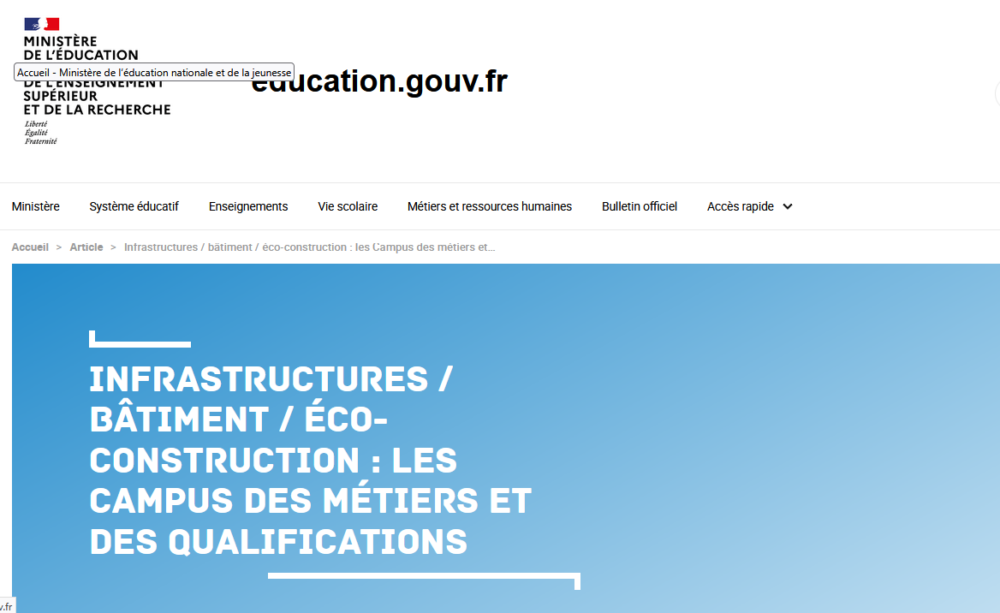 MINISTÈRE
DE L'ÉDUCATION
Accueil - Ministère de l'éducation nationale et de la jeunesse
DE L'ENSEIGNEMENT
SUPÉRIEUR
ET DE LA RECHERCHE
Liberté
Égalité
Fraternité
education.gouv.fr
Ministère Système éducatif Enseignements Vie scolaire Métiers et ressources humaines Bulletin officiel Accès rapide
Accueil > Article > Infrastructures / bâtiment / éco-construction : les Campus des métiers et...
INFRASTRUCTURES /
BÂTIMENT / ÉCO-
CONSTRUCTION : LES
CAMPUS DES MÉTIERS ET
DES QUALIFICATIONS
v.fr